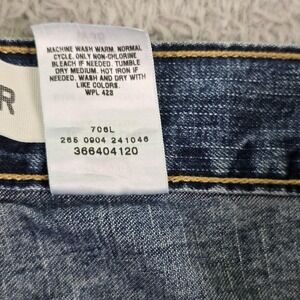 R
MACHINE WASH WARM, NORMAL
CYCLE. ONLY NON-CHLORINE
BLEACH IF NEEDED. TUMBLE
DRY MEDIUM. HOT IRON IF
NEEDED. WASH AND DRY WITH
LIKE COLORS.
WPL 423
706L
265 0904 241046
366404120